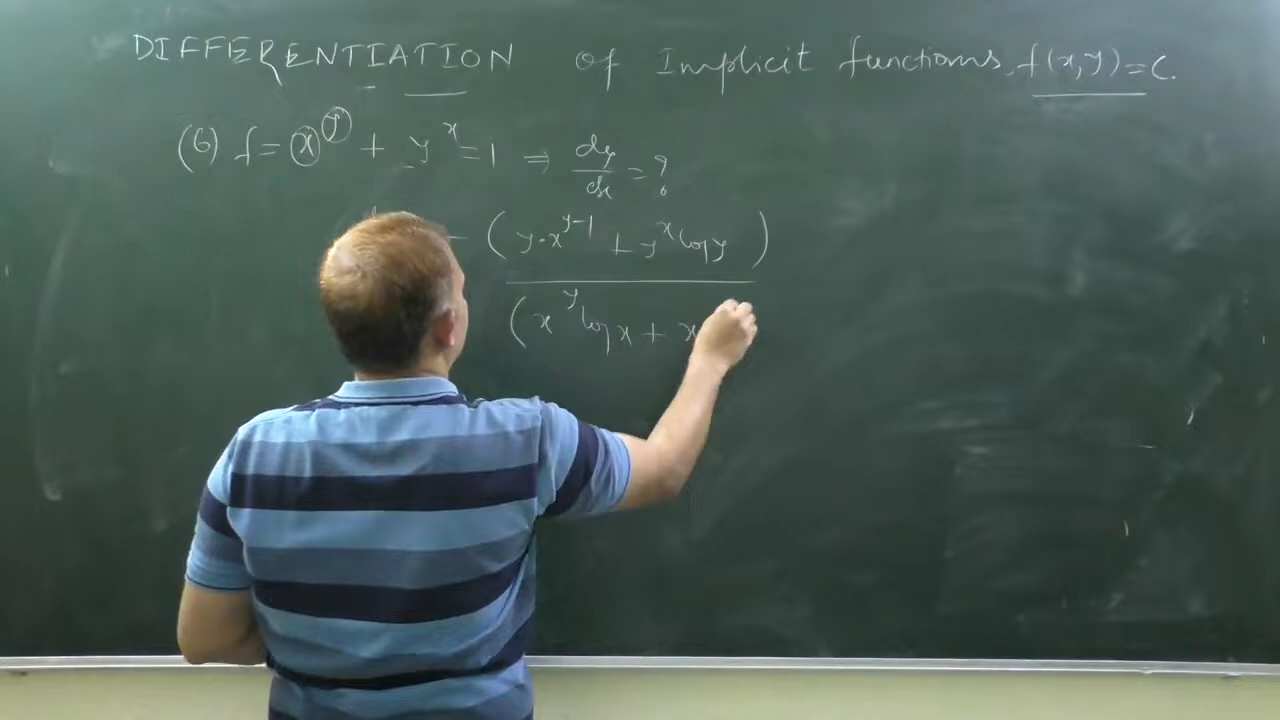 DIFFERENTIATION of Implicit functions f(x,y)=c.
(6) f = x^y + y^x = 1 ⇒ dy/dx = ?
- (y·x^{y-1} + y^x log y)
(x^y log x + x